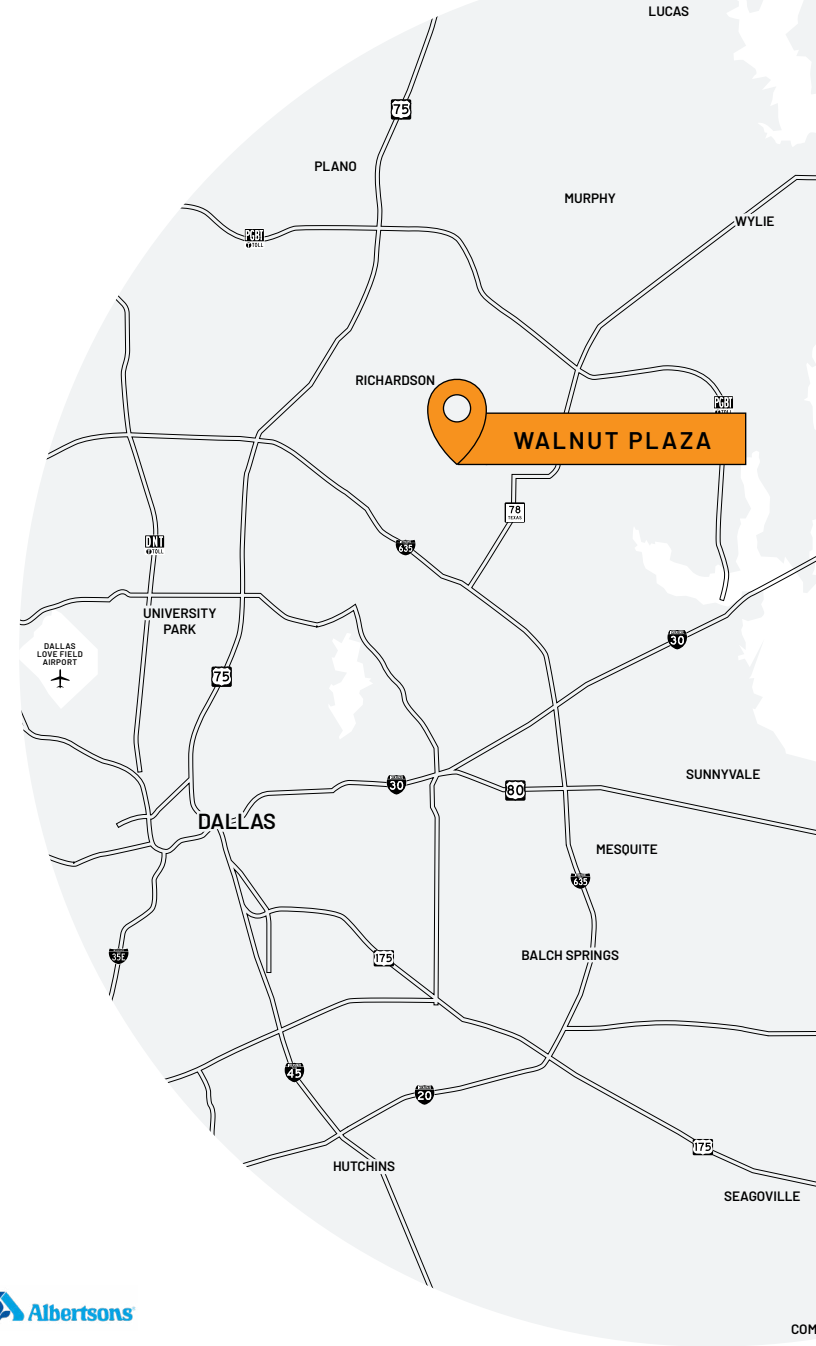 LUCAS
75
PLANO
MURPHY
WYLIE
PGBT
TOLL
RICHARDSON
PGBT
WALNUT PLAZA
78
TEXAS
DNT
TOLL
635
UNIVERSITY
PARK
30
DALLAS
LOVE FIELD
AIRPORT
75
SUNNYVALE
30
80
DALLAS
MESQUITE
635
BALCH SPRINGS
35E
175
45
20
175
HUTCHINS
SEAGOVILLE
Albertsons
COM